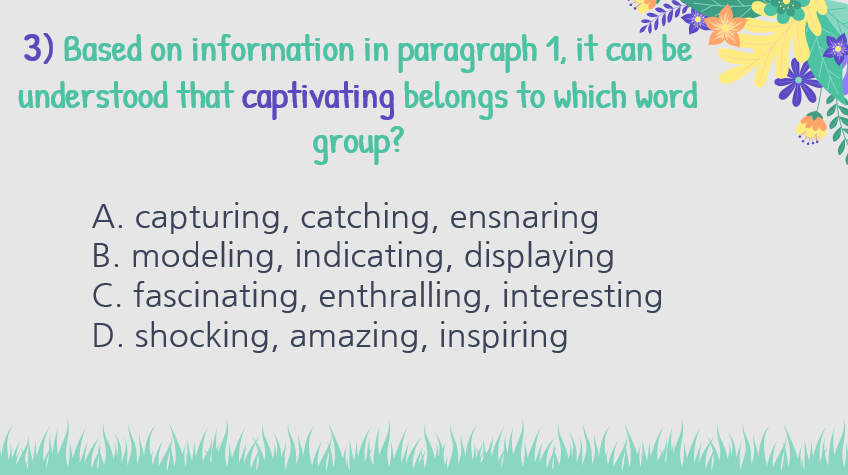 3) Based on information in paragraph 1, it can be
understood that captivating belongs to which word
group?
A. capturing, catching, ensnaring
B. modeling, indicating, displaying
C. fascinating, enthralling, interesting
D. shocking, amazing, inspiring